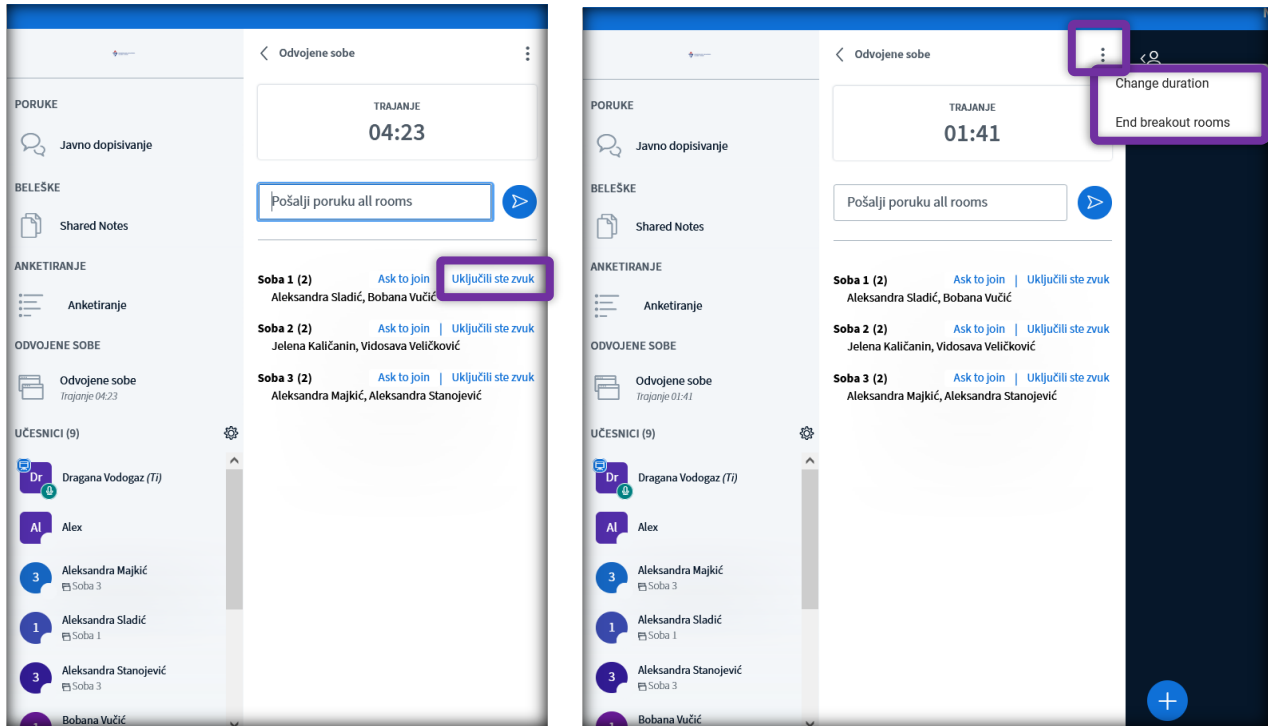 PORUKE
Javno dopisivanje
BELEŠKE
Shared Notes
ANKETIRANJE
Anketiranje
ODVOJENE SOBE
Odvojene sobe
Trajanje 04:23
UČESNICI (9)
Dr Dragana Vodogaz (Ti)
Al Alex
3 Aleksandra Majkić
Soba 3
1 Aleksandra Sladić
Soba 1
3 Aleksandra Stanojević
Soba 3
1 Bobana Vučić
Odvojene sobe
TRAJANJE
04:23
Pošalji poruku all rooms
Soba 1 (2) Ask to join Uključili ste zvuk
Aleksandra Sladić, Bobana Vučić
Soba 2 (2) Ask to join | Uključili ste zvuk
Jelena Kaličanin, Vidosava Veličković
Soba 3 (2) Ask to join | Uključili ste zvuk
Aleksandra Majkić, Aleksandra Stanojević
PORUKE
Javno dopisivanje
BELEŠKE
Shared Notes
ANKETIRANJE
Anketiranje
ODVOJENE SOBE
Odvojene sobe
Trajanje 01:41
UČESNICI (9)
Dr Dragana Vodogaz (Ti)
Al Alex
3 Aleksandra Majkić
Soba 3
1 Aleksandra Sladić
Soba 1
3 Aleksandra Stanojević
Soba 3
1 Bobana Vučić
Odvojene sobe
TRAJANJE
01:41
Pošalji poruku all rooms
Soba 1 (2) Ask to join | Uključili ste zvuk
Aleksandra Sladić, Bobana Vučić
Soba 2 (2) Ask to join | Uključili ste zvuk
Jelena Kaličanin, Vidosava Veličković
Soba 3 (2) Ask to join | Uključili ste zvuk
Aleksandra Majkić, Aleksandra Stanojević
Change duration
End breakout rooms